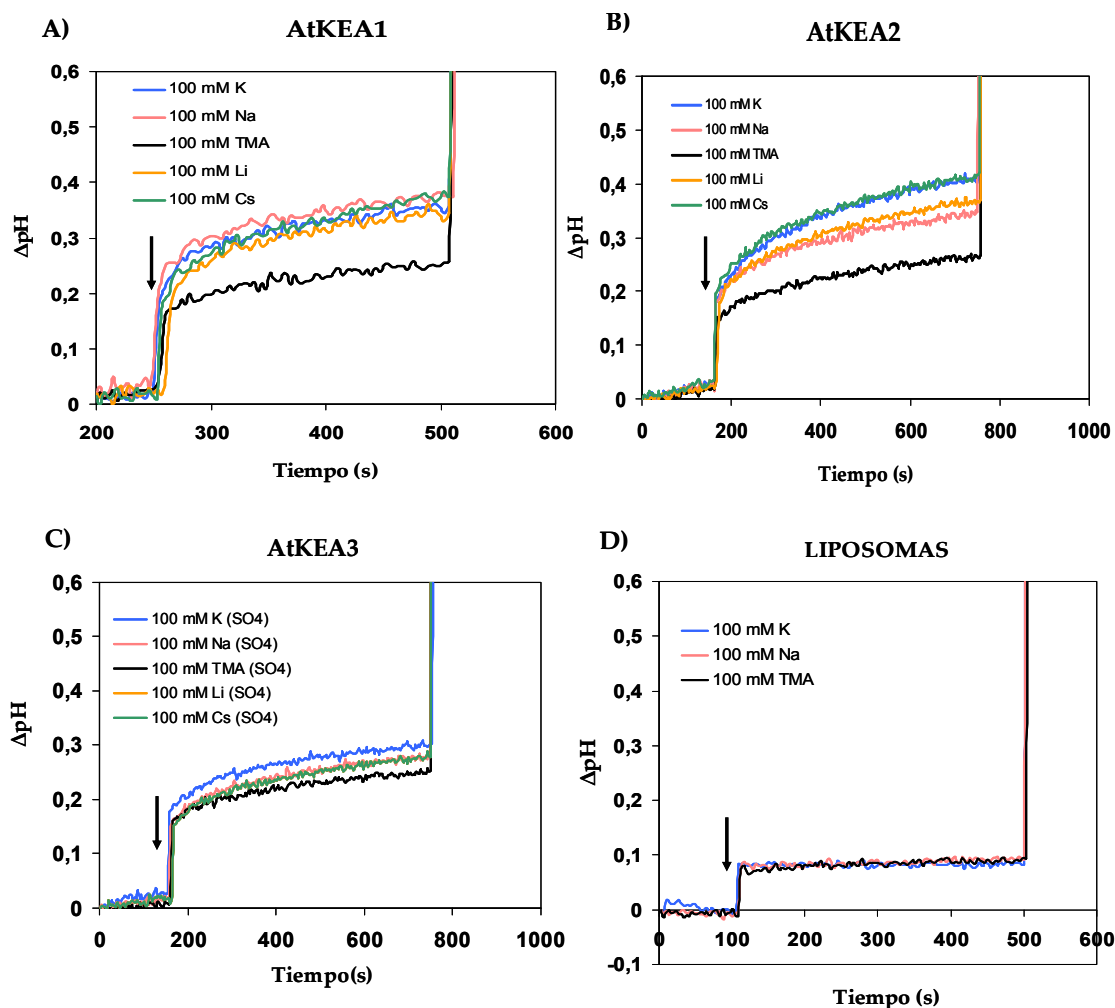 A)
AtKEA1
0,6
0,5
0,4
0,3
0,2
0,1
0
ΔpH
100 mM K
100 mM Na
100 mM TMA
100 mM Li
100 mM Cs
200 300 400 500 600
Tiempo (s)
B)
AtKEA2
0,6
0,5
0,4
0,3
0,2
0,1
0
ΔpH
100 mM K
100 mM Na
100 mM TMA
100 mM Li
100 mM Cs
0 200 400 600 800 1000
Tiempo (s)
C)
AtKEA3
0,6
0,5
0,4
0,3
0,2
0,1
0
ΔpH
100 mM K (SO4)
100 mM Na (SO4)
100 mM TMA (SO4)
100 mM Li (SO4)
100 mM Cs (SO4)
0 200 400 600 800 1000
Tiempo(s)
D)
LIPOSOMAS
0,6
0,5
0,4
0,3
0,2
0,1
0
-0,1
ΔpH
100 mM K
100 mM Na
100 mM TMA
0 100 200 300 400 500 600
Tiempo (s)